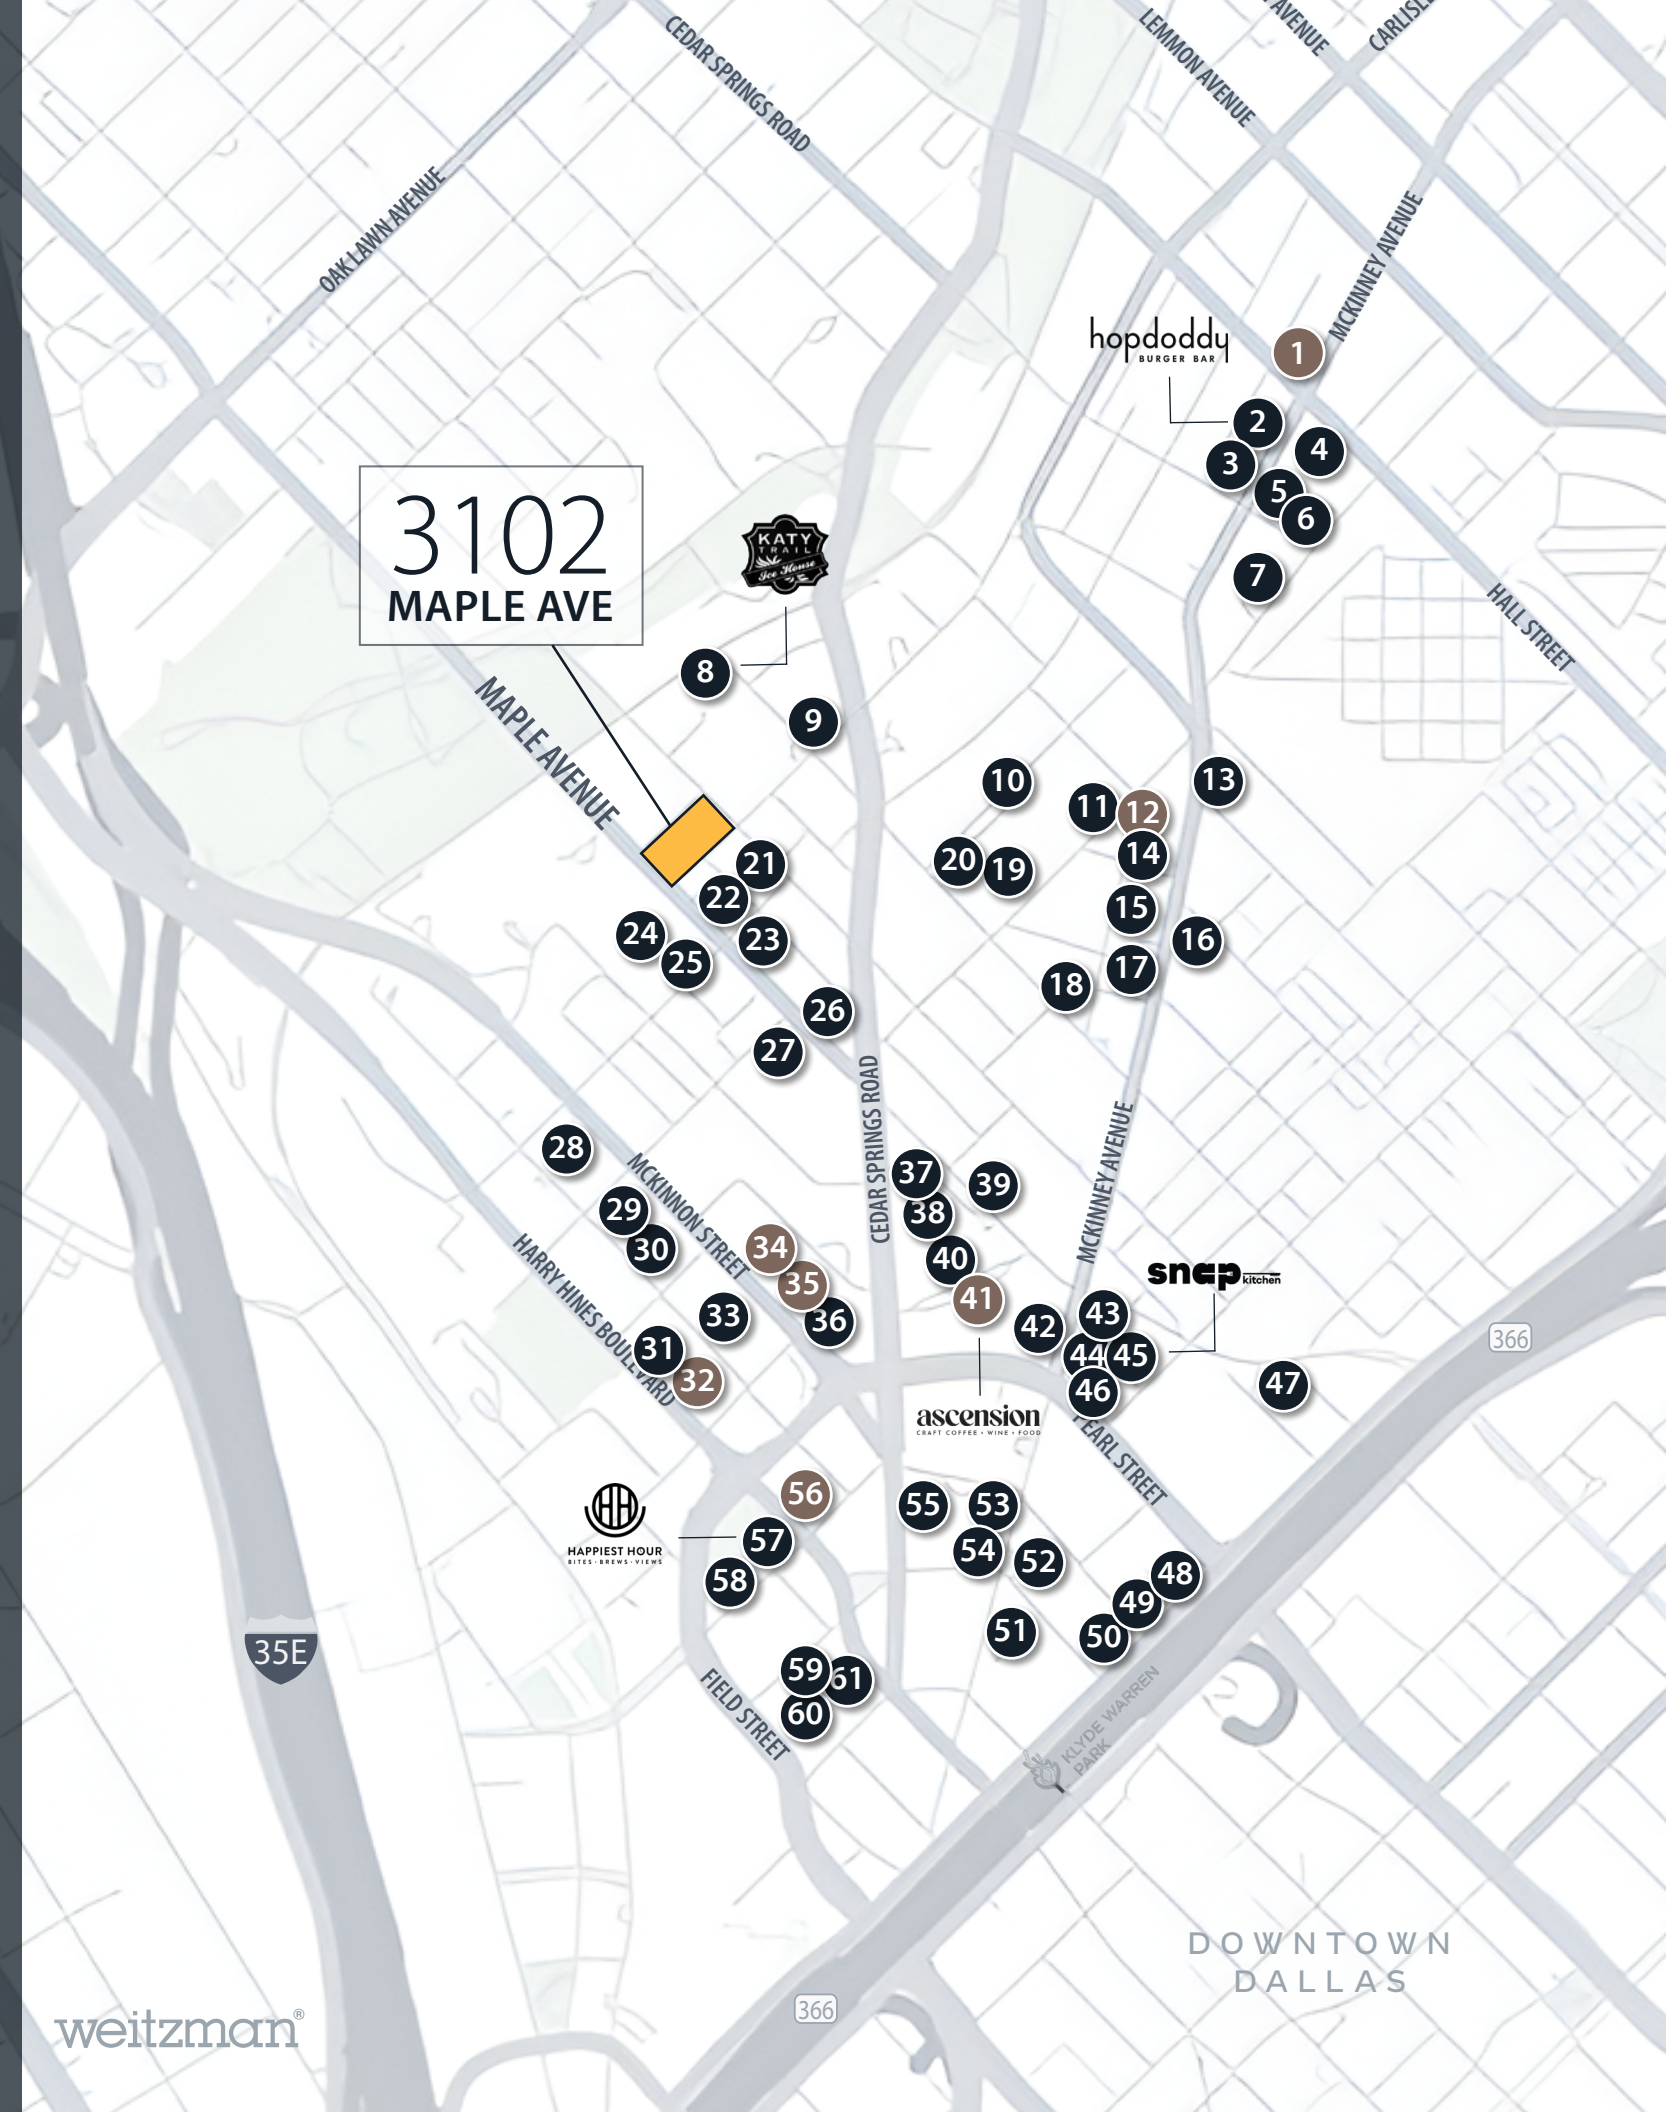 CEDAR SPRINGS ROAD
LEMMON AVENUE
AVENUE
OAK LAWN AVENUE
MCKINNEY AVENUE
hopdoddy
BURGER BAR
1
2
3
4
5
6
7
3102
MAPLE AVE
KATY
TRAIL
Ice House
8
9
HALL STREET
MAPLE AVENUE
10
11
12
13
14
15
16
17
18
19
20
21
22
23
24
25
26
27
CEDAR SPRINGS ROAD
MCKINNEY AVENUE
28
29
30
MCKINNON STREET
HARRY HINES BOULEVARD
31
32
33
34
35
36
37
38
39
40
41
42
43
44
45
46
47
snap
kitchen
366
ascension
CRAFT COFFEE • WINE • FOOD
PEARL STREET
HH
HAPPIEST HOUR
BITES • BREWS • VIEWS
56
57
58
55
53
54
52
48
49
50
51
35E
59
61
60
FIELD STREET
KLYDE WARREN
PARK
DOWNTOWN
DALLAS
366
weitzman®